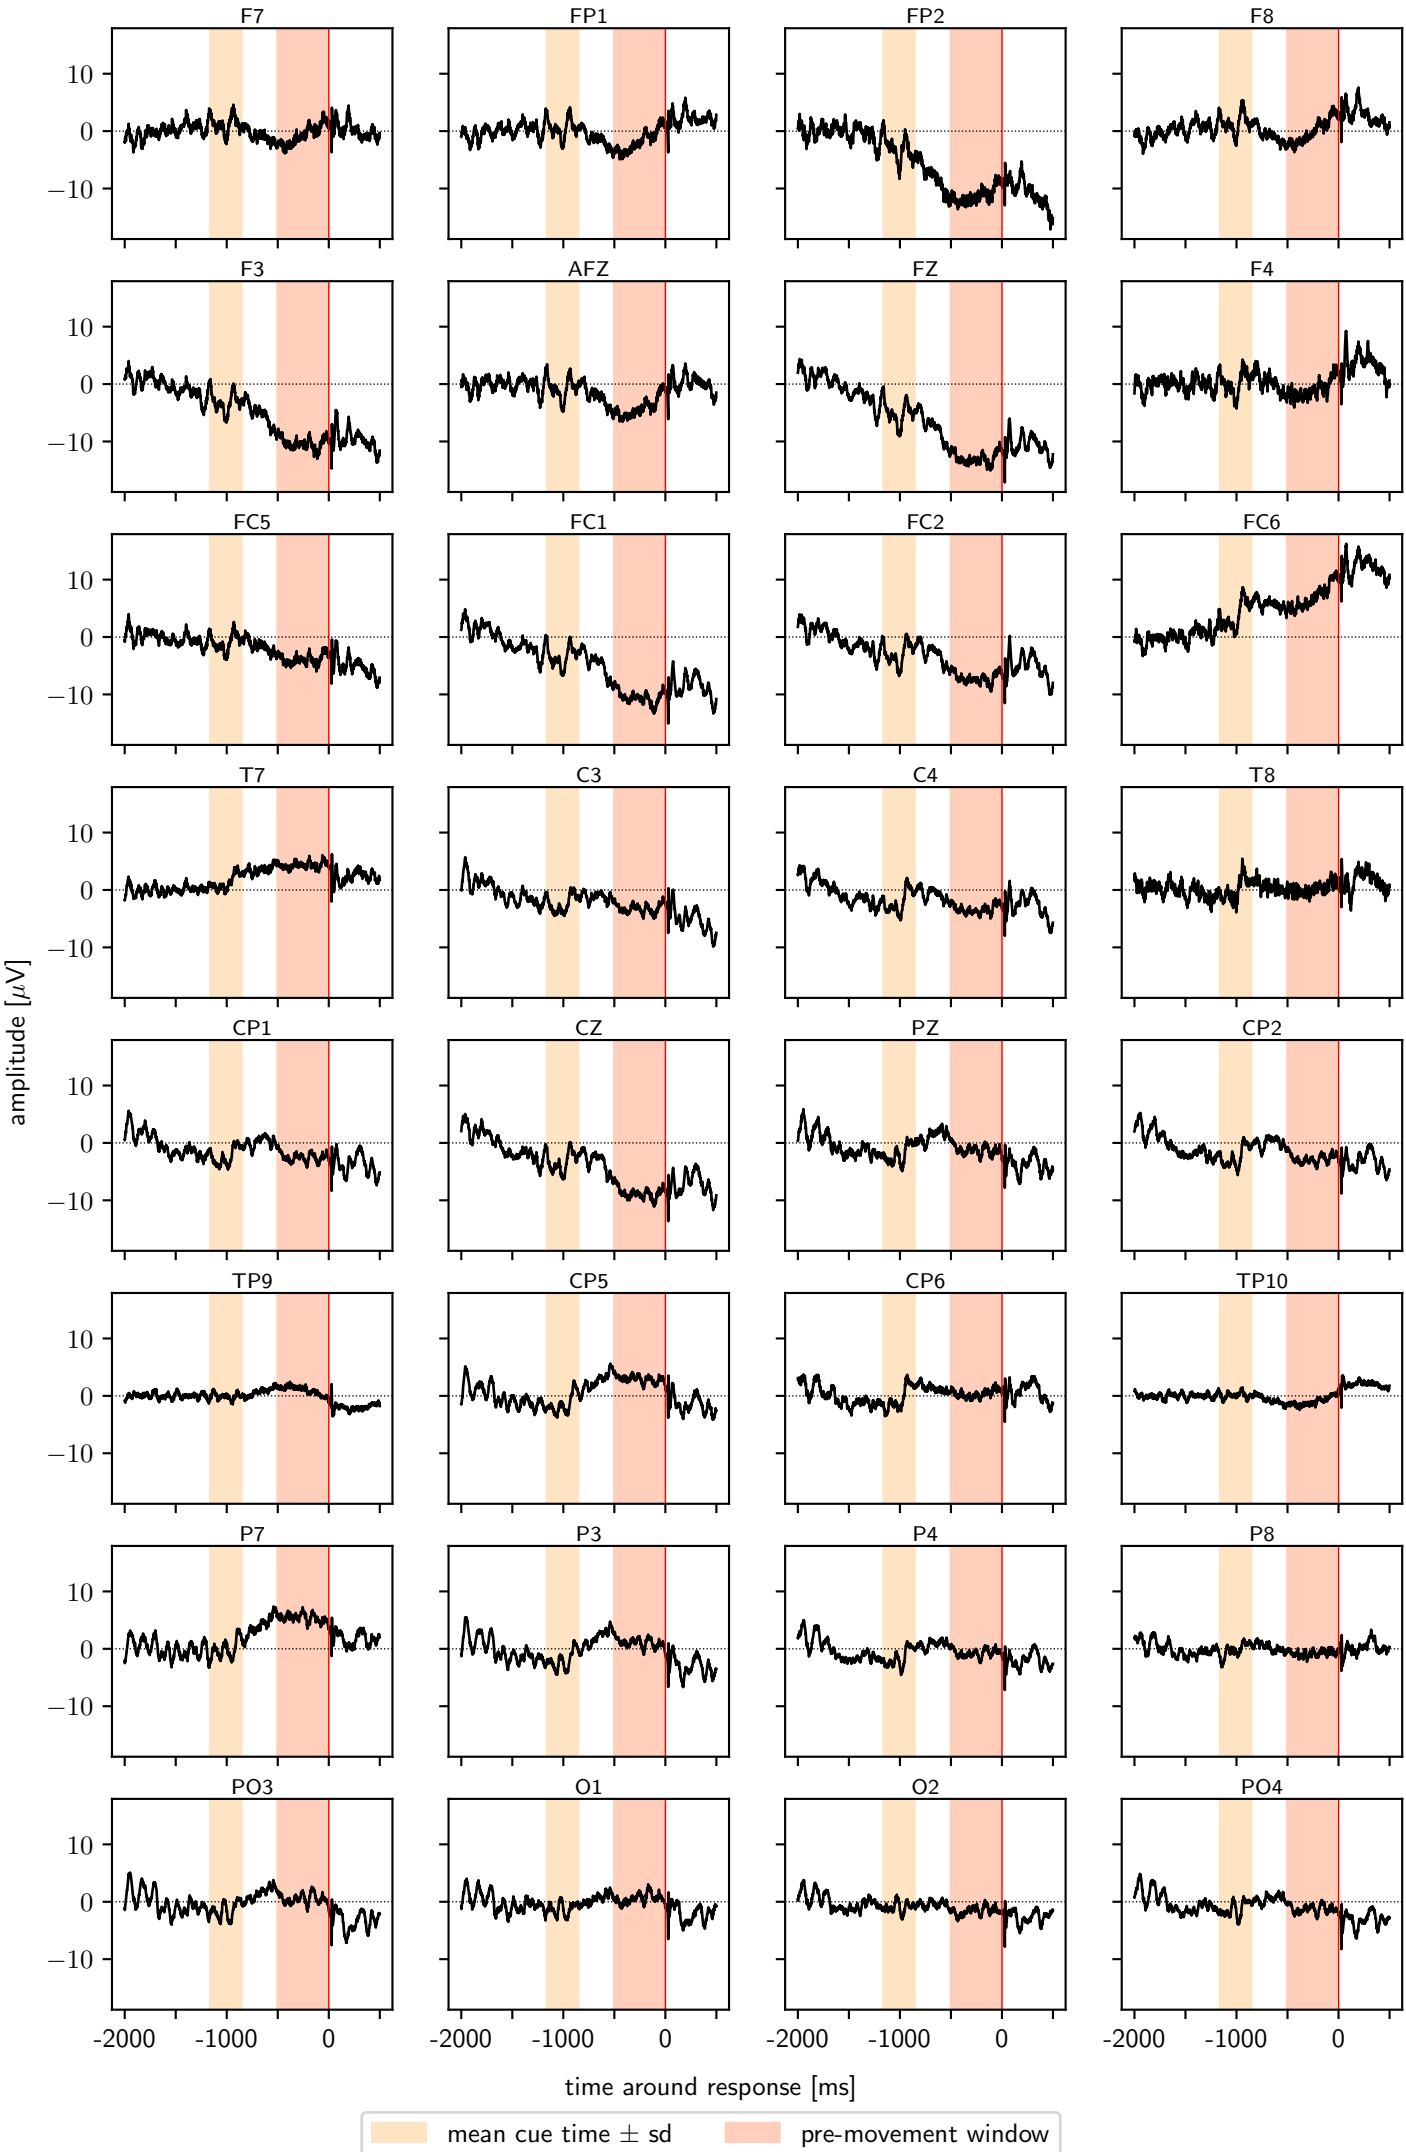 F7 FP1 FP2 F8
10
0
−10
F3 AFZ FZ F4
10
0
−10
FC5 FC1 FC2 FC6
10
0
−10
T7 C3 C4 T8
10
0
−10
amplitude [μV]
CP1 CZ PZ CP2
10
0
−10
TP9 CP5 CP6 TP10
10
0
−10
P7 P3 P4 P8
10
0
−10
PO3 O1 O2 PO4
10
0
−10
-2000 -1000 0 -2000 -1000 0 -2000 -1000 0 -2000 -1000 0
time around response [ms]
mean cue time ± sd pre-movement window